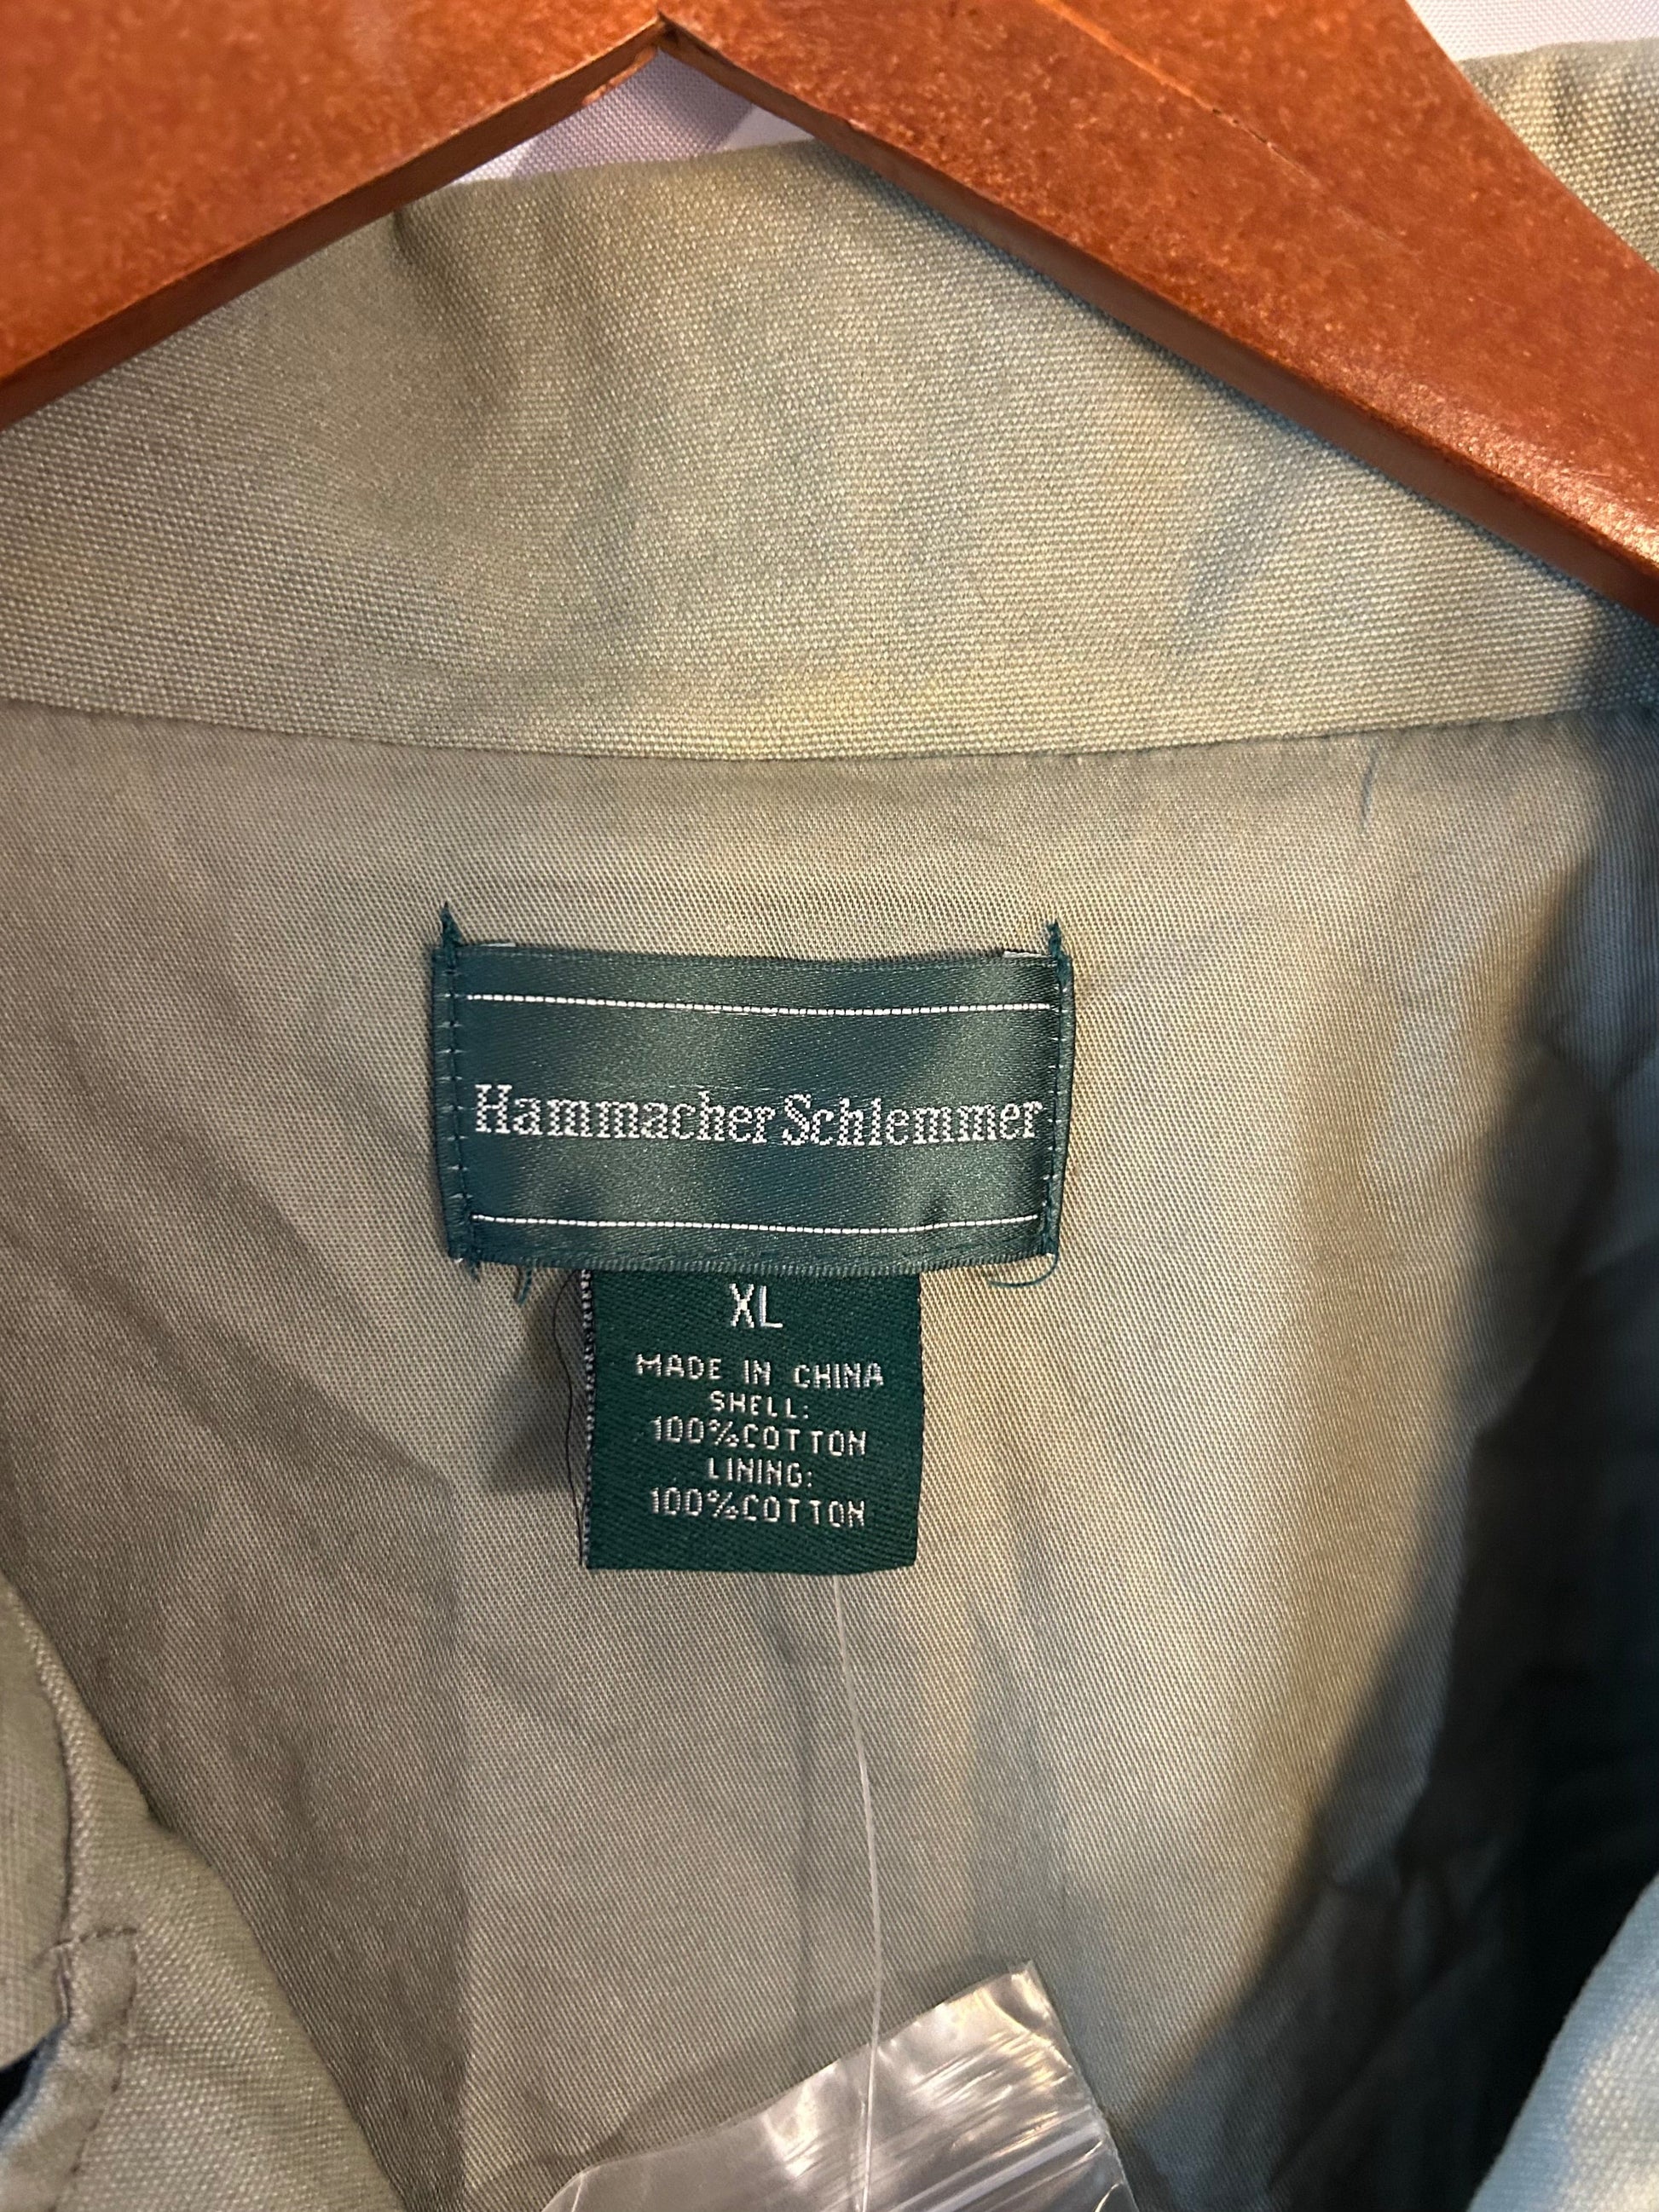 Hammacher Schlemmer
XL
MADE IN CHINA
SHELL:
100%COTTON
LINING:
100%COTTON